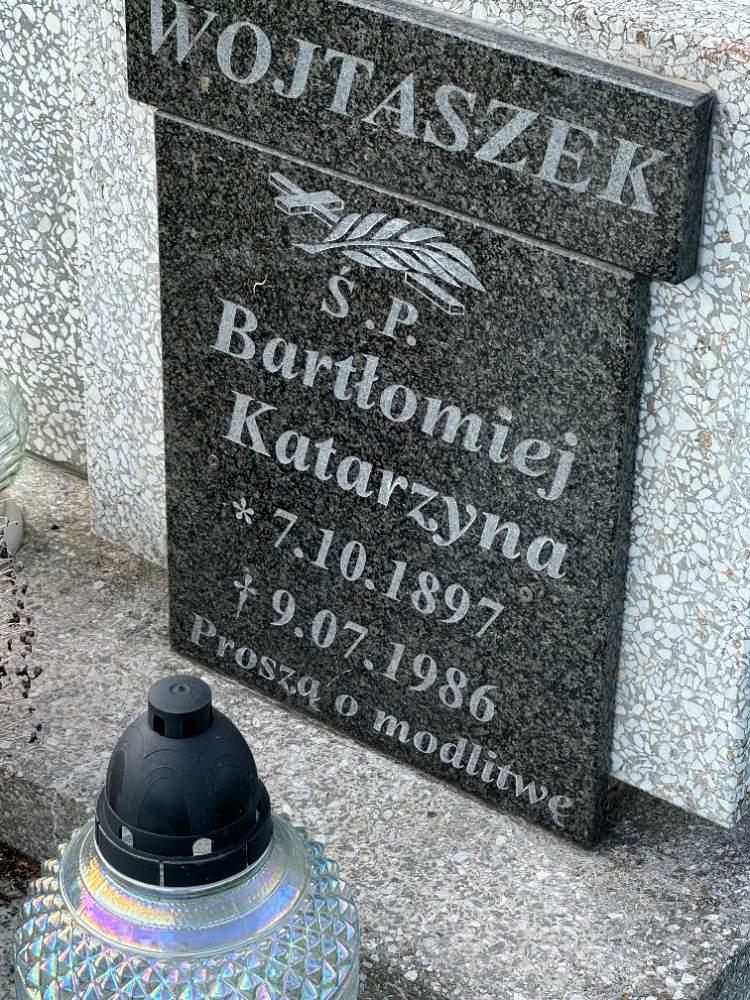 WOJTASZEK
Ś.P.
Bartłomiej
Katarzyna
* 7.10.1897
† 9.07.1986
Proszą o modlitwę